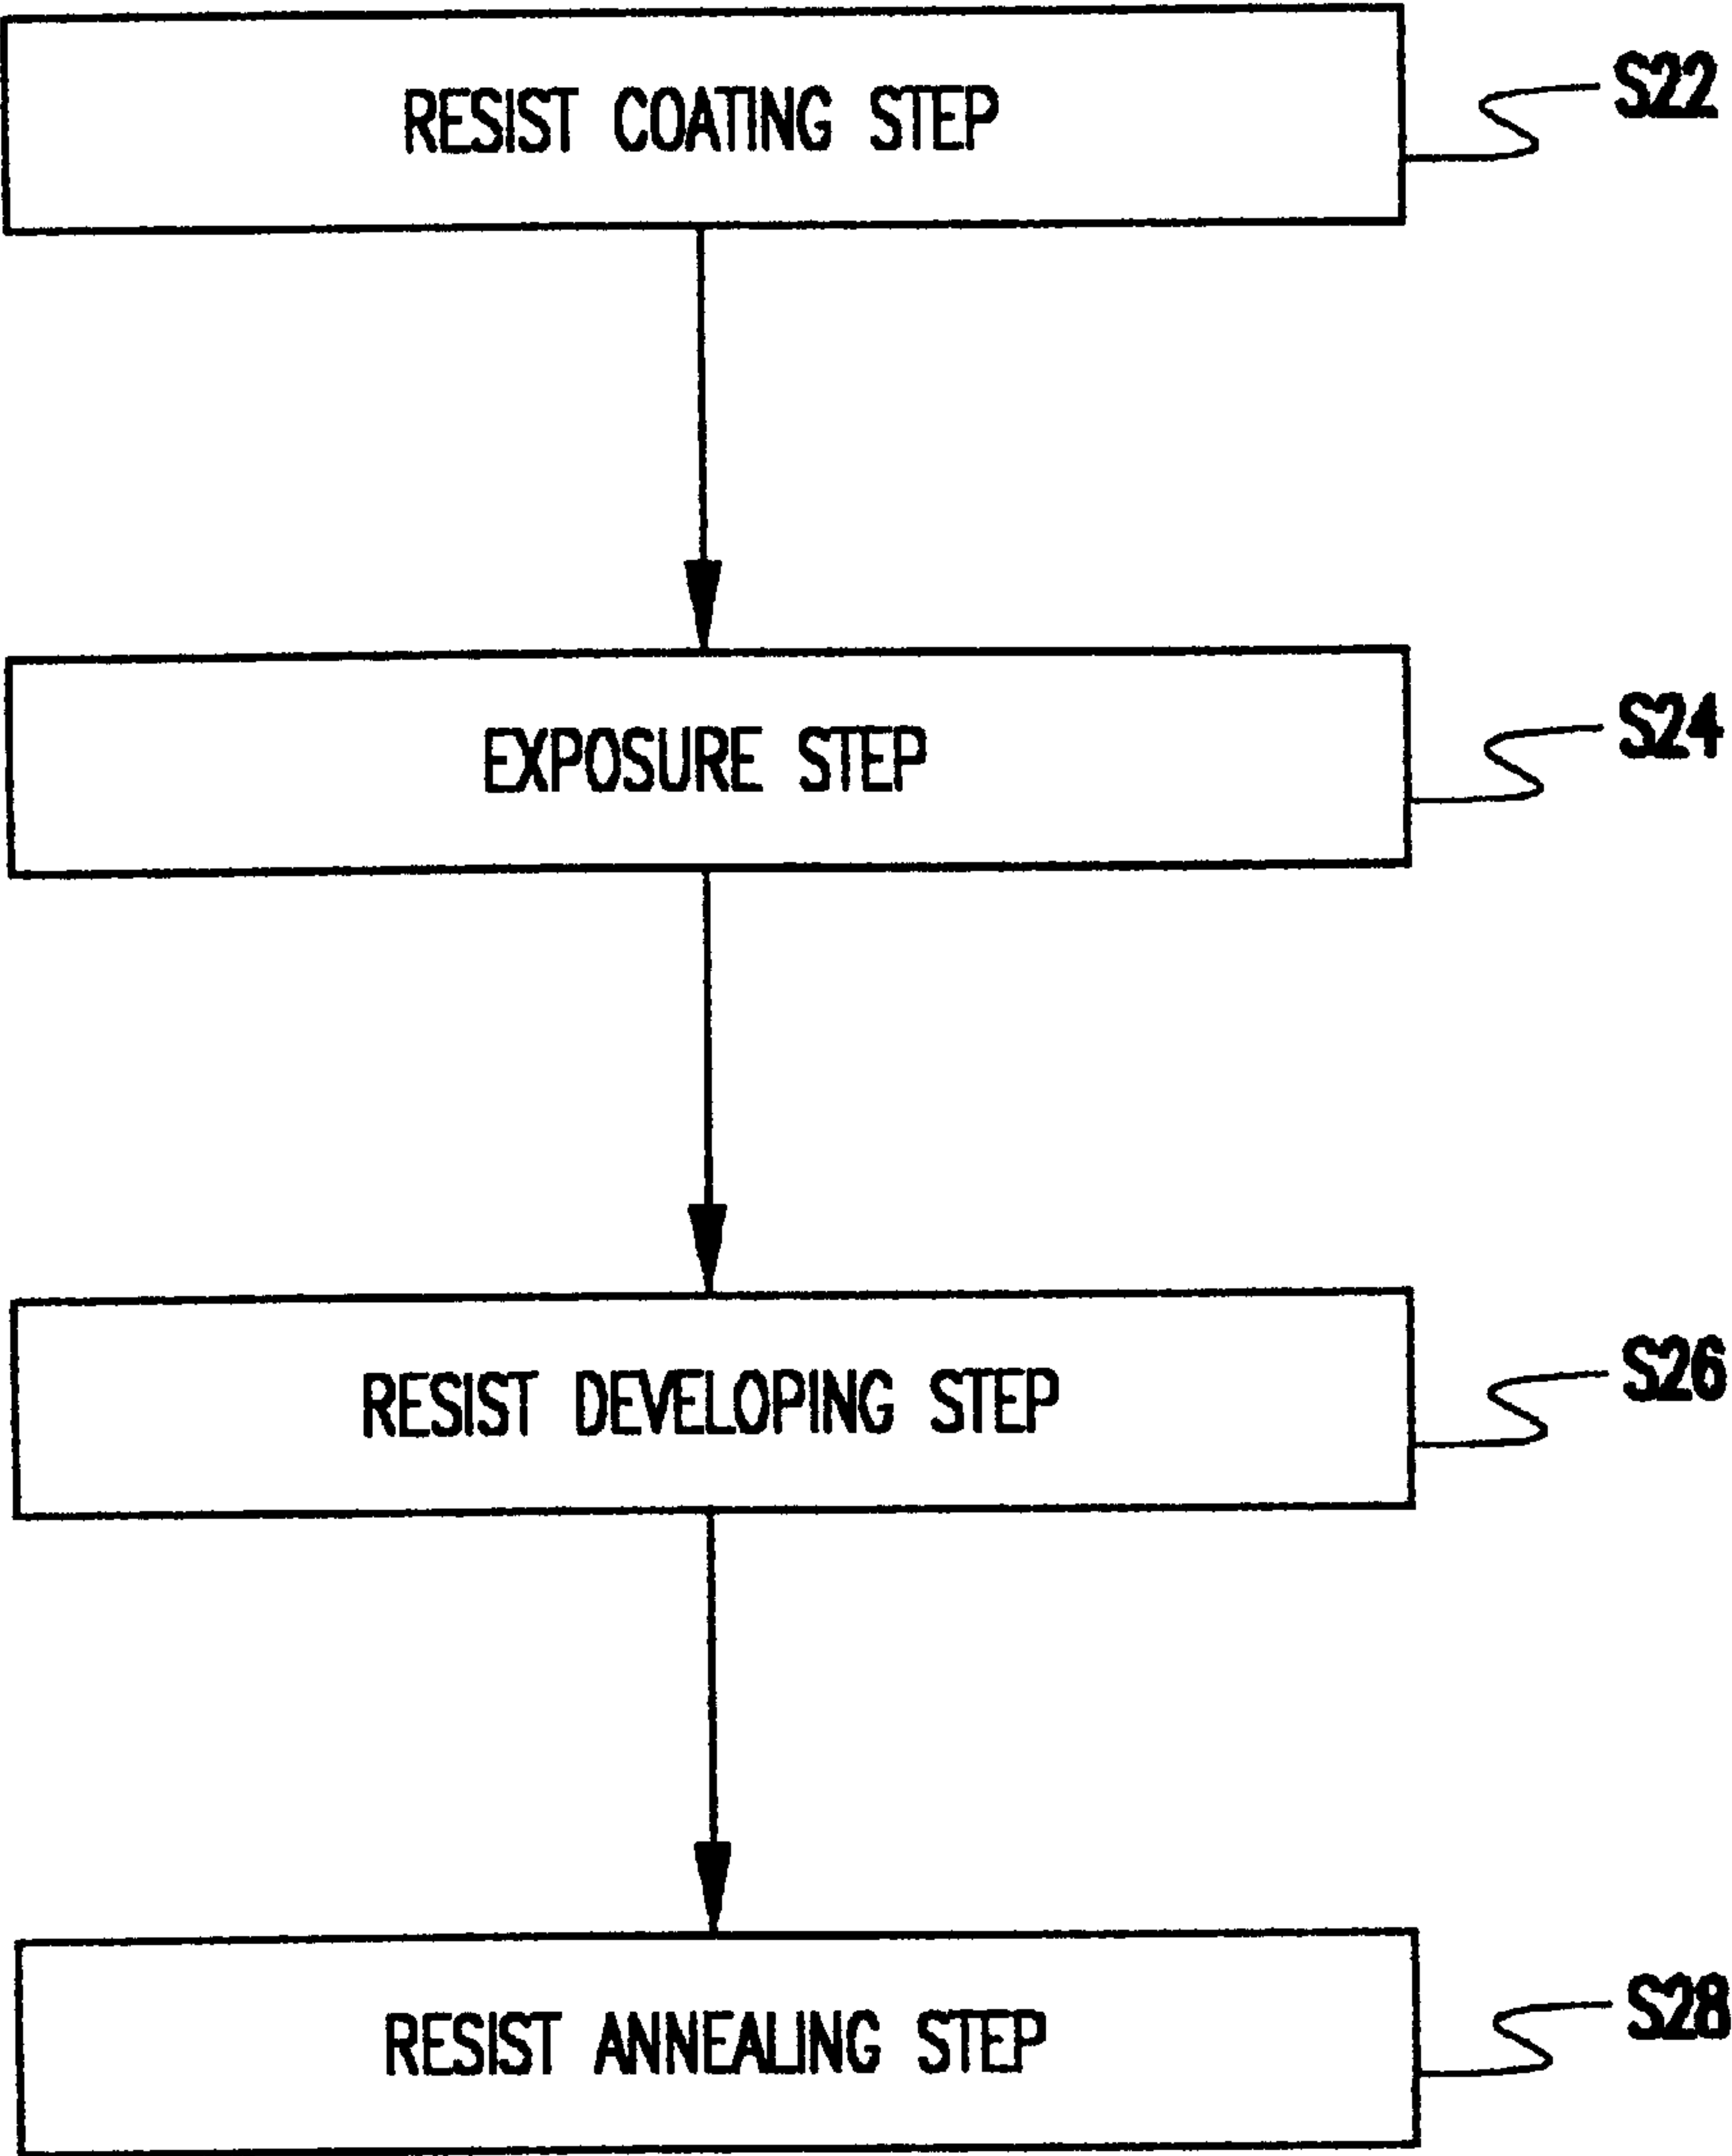 RESIST COATING STEP
S22
EXPOSURE STEP
S24
RESIST DEVELOPING STEP
S26
RESIST ANNEALING STEP
S28